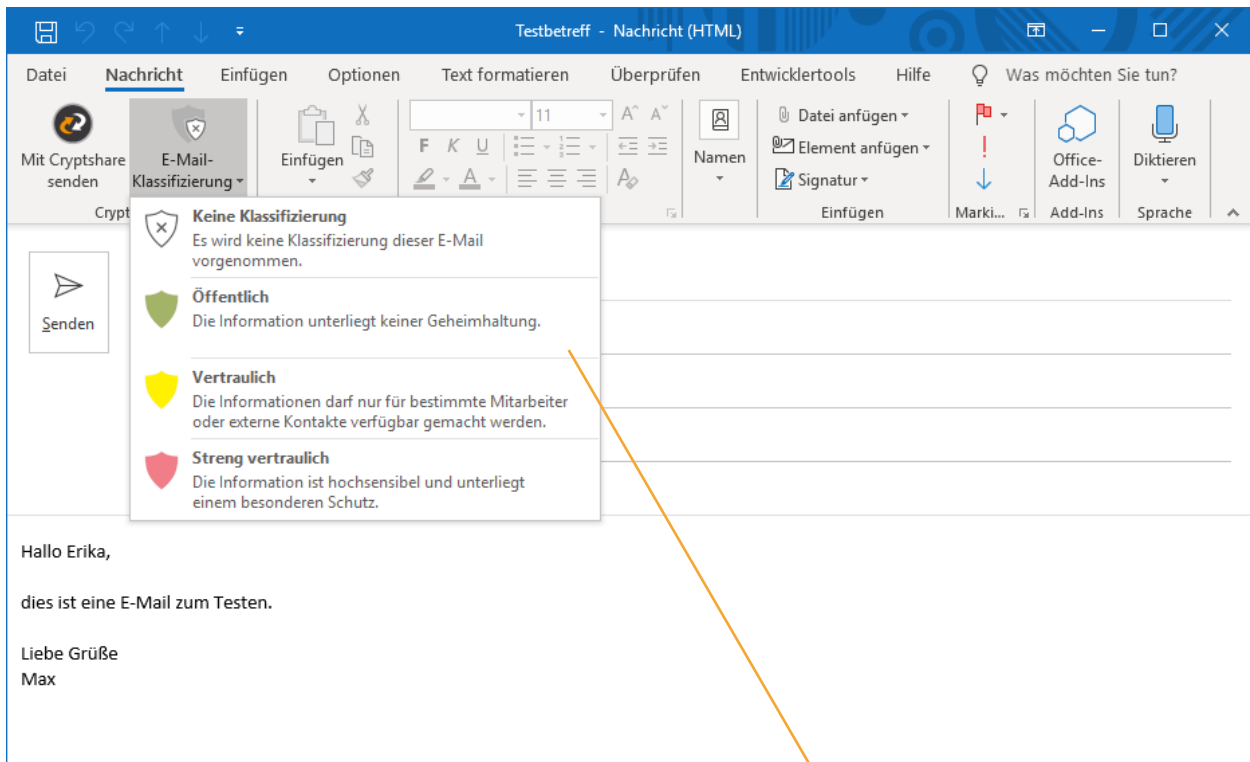 Testbetreff - Nachricht (HTML)
Datei Nachricht Einfügen Optionen Text formatieren Überprüfen Entwicklertools Hilfe Was möchten Sie tun?
Mit Cryptshare
senden
E-Mail-
Klassifizierung
Einfügen
11
F K U
Namen
Datei anfügen
Element anfügen
Signatur
Office-
Add-Ins
Diktieren
Crypt
Einfügen
Marki...
Add-Ins
Sprache
Keine Klassifizierung
Es wird keine Klassifizierung dieser E-Mail
vorgenommen.
Öffentlich
Die Information unterliegt keiner Geheimhaltung.
Vertraulich
Die Informationen darf nur für bestimmte Mitarbeiter
oder externe Kontakte verfügbar gemacht werden.
Streng vertraulich
Die Information ist hochsensibel und unterliegt
einem besonderen Schutz.
Senden
Hallo Erika,
dies ist eine E-Mail zum Testen.
Liebe Grüße
Max